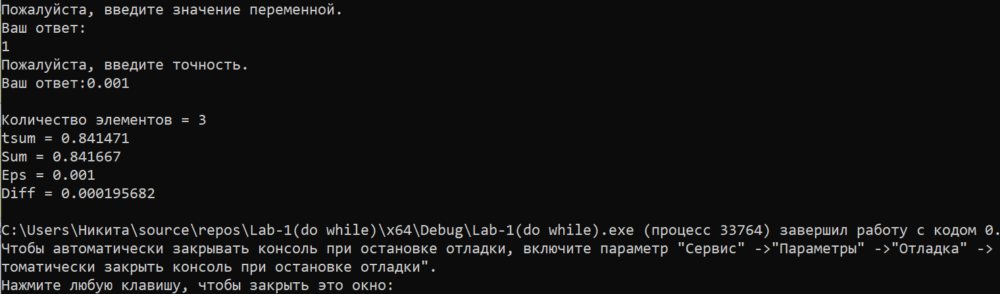 Пожалуйста, введите значение переменной.
Ваш ответ:
1
Пожалуйста, введите точность.
Ваш ответ:0.001
Количество элементов = 3
tsum = 0.841471
Sum = 0.841667
Eps = 0.001
Diff = 0.000195682
C:\Users\Никита\source\repos\Lab-1(do while)\x64\Debug\Lab-1(do while).exe (процесс 33764) завершил работу с кодом 0.
Чтобы автоматически закрывать консоль при остановке отладки, включите параметр "Сервис" ->"Параметры" ->"Отладка" ->
томатически закрыть консоль при остановке отладки".
Нажмите любую клавишу, чтобы закрыть это окно: